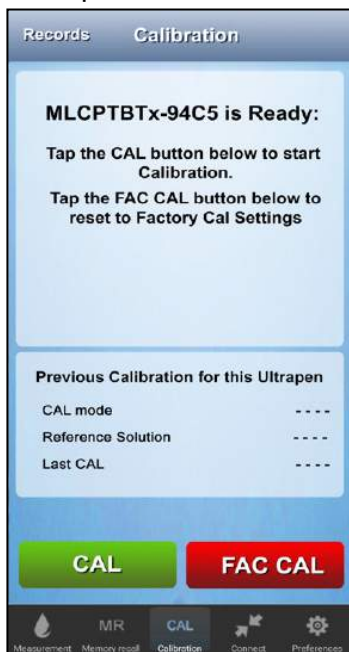 Records Calibration
MLCPTBTx-94C5 is Ready:
Tap the CAL button below to start
Calibration.
Tap the FAC CAL button below to
reset to Factory Cal Settings
Previous Calibration for this Ultrapen
CAL mode ----
Reference Solution ----
Last CAL ----
CAL FAC CAL
MR CAL
Measurement Memory recall Calibration Connect Preferences